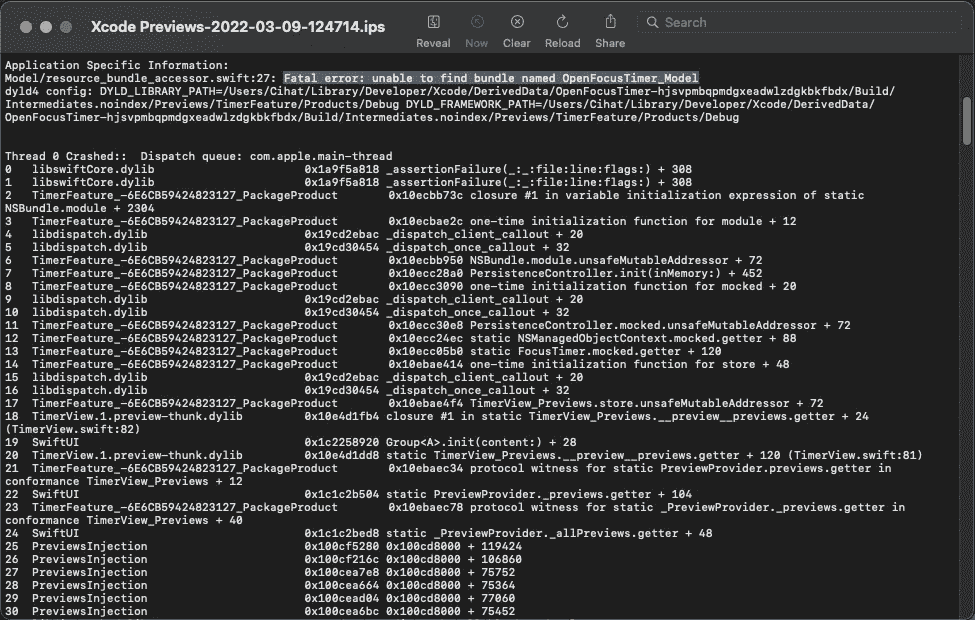 Xcode Previews-2022-03-09-124714.ips
Reveal
Now
Clear
Reload
Share
Search
Application Specific Information:
Model/resource_bundle_accessor.swift:27: Fatal error: unable to find bundle named OpenFocusTimer_Model
dyld4 config: DYLD_LIBRARY_PATH=/Users/Cihat/Library/Developer/Xcode/DerivedData/OpenFocusTimer-hjsvpmbqpmdgxeadwlzdgkbkfbdx/Build/
Intermediates.noindex/Previews/TimerFeature/Products/Debug DYLD_FRAMEWORK_PATH=/Users/Cihat/Library/Developer/Xcode/DerivedData/
OpenFocusTimer-hjsvpmbqpmdgxeadwlzdgkbkfbdx/Build/Intermediates.noindex/Previews/TimerFeature/Products/Debug
Thread 0 Crashed:: Dispatch queue: com.apple.main-thread
0 libswiftCore.dylib 0x1a9f5a818 _assertionFailure(_:_:file:line:flags:) + 308
1 libswiftCore.dylib 0x1a9f5a818 _assertionFailure(_:_:file:line:flags:) + 308
2 TimerFeature_-6E6CB59424823127_PackageProduct 0x10ecbb73c closure #1 in variable initialization expression of static
NSBundle.module + 2304
3 TimerFeature_-6E6CB59424823127_PackageProduct 0x10ecbae2c one-time initialization function for module + 12
4 libdispatch.dylib 0x19cd2ebac _dispatch_client_callout + 20
5 libdispatch.dylib 0x19cd30454 _dispatch_once_callout + 32
6 TimerFeature_-6E6CB59424823127_PackageProduct 0x10ecbb950 NSBundle.module.unsafeMutableAddressor + 72
7 TimerFeature_-6E6CB59424823127_PackageProduct 0x10ecc28a0 PersistenceController.init(inMemory:) + 452
8 TimerFeature_-6E6CB59424823127_PackageProduct 0x10ecc3090 one-time initialization function for mocked + 20
9 libdispatch.dylib 0x19cd2ebac _dispatch_client_callout + 20
10 libdispatch.dylib 0x19cd30454 _dispatch_once_callout + 32
11 TimerFeature_-6E6CB59424823127_PackageProduct 0x10ecc30e8 PersistenceController.mocked.unsafeMutableAddressor + 72
12 TimerFeature_-6E6CB59424823127_PackageProduct 0x10ecc24ec static NSManagedObjectContext.mocked.getter + 88
13 TimerFeature_-6E6CB59424823127_PackageProduct 0x10ecc05b0 static FocusTimer.mocked.getter + 120
14 TimerFeature_-6E6CB59424823127_PackageProduct 0x10ebae414 one-time initialization function for store + 48
15 libdispatch.dylib 0x19cd2ebac _dispatch_client_callout + 20
16 libdispatch.dylib 0x19cd30454 _dispatch_once_callout + 32
17 TimerFeature_-6E6CB59424823127_PackageProduct 0x10ebae4f4 TimerView_Previews.store.unsafeMutableAddressor + 72
18 TimerView.1.preview-thunk.dylib 0x10e4d1fb4 closure #1 in static TimerView_Previews.__preview__previews.getter + 24
(TimerView.swift:82)
19 SwiftUI 0x1c2258920 Group<A>.init(content:) + 28
20 TimerView.1.preview-thunk.dylib 0x10e4d1dd8 static TimerView_Previews.__preview__previews.getter + 120 (TimerView.swift:81)
21 TimerFeature_-6E6CB59424823127_PackageProduct 0x10ebaec34 protocol witness for static PreviewProvider.previews.getter in
conformance TimerView_Previews + 12
22 SwiftUI 0x1c1c2b504 static PreviewProvider._previews.getter + 104
23 TimerFeature_-6E6CB59424823127_PackageProduct 0x10ebaec78 protocol witness for static _PreviewProvider._previews.getter in
conformance TimerView_Previews + 40
24 SwiftUI 0x1c1c2bed8 static _PreviewProvider._allPreviews.getter + 48
25 PreviewsInjection 0x100cf5280 0x100cd8000 + 119424
26 PreviewsInjection 0x100cf216c 0x100cd8000 + 106860
27 PreviewsInjection 0x100cea7e8 0x100cd8000 + 75752
28 PreviewsInjection 0x100cea664 0x100cd8000 + 75364
29 PreviewsInjection 0x100cead04 0x100cd8000 + 77060
30 PreviewsInjection 0x100cea6bc 0x100cd8000 + 75452